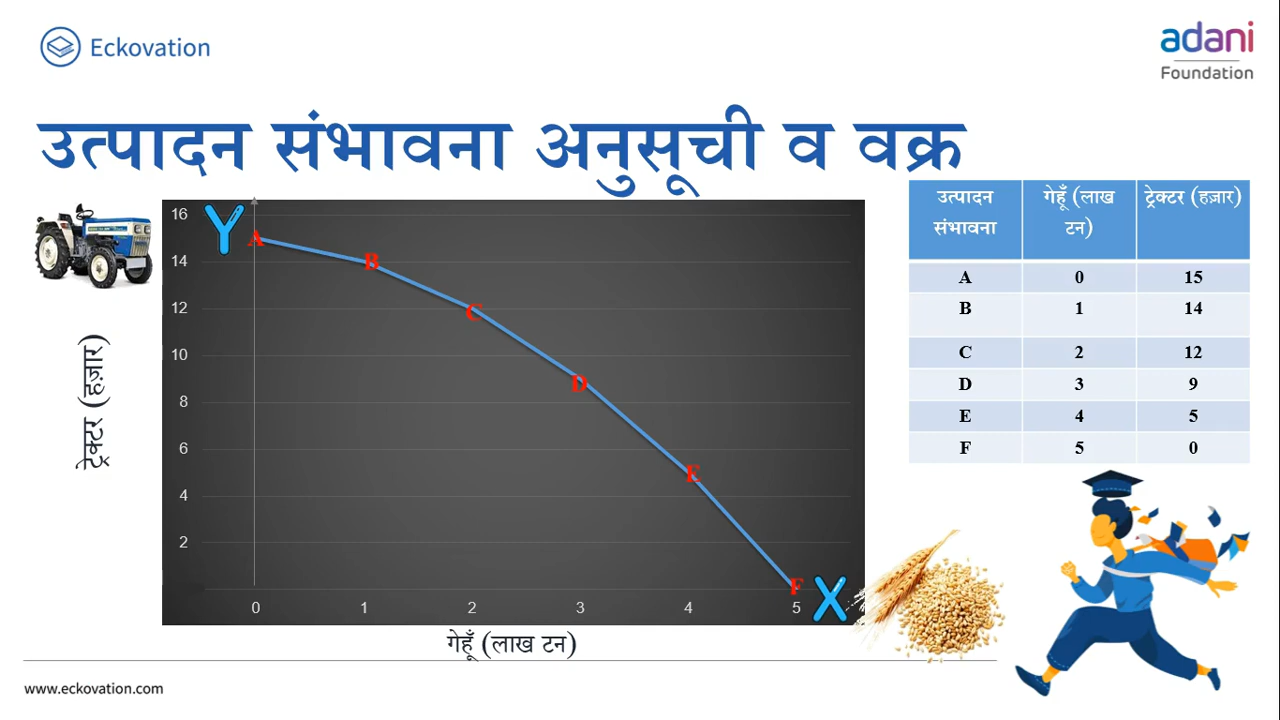 Eckovation
adani
Foundation
उत्पादन संभावना अनुसूची व वक्र
ट्रेक्टर (हज़ार)
Y
16
14
12
10
8
6
4
2
A
B
C
D
E
F
0 1 2 3 4 5
X
गेहूँ (लाख टन)
उत्पादन संभावना गेहूँ (लाख टन) ट्रेक्टर (हज़ार)
A 0 15
B 1 14
C 2 12
D 3 9
E 4 5
F 5 0
www.eckovation.com